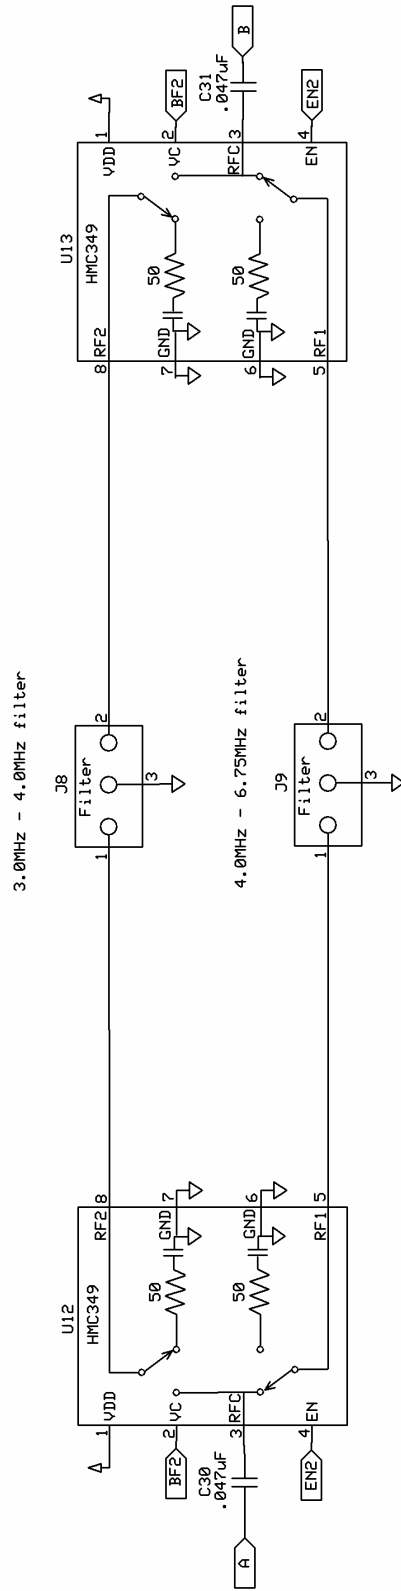 3.0MHz - 4.0MHz filter
U12
HMC349
1
VDD
RF2
8
BF2
2
VC
50
GND
7
A
C30
.047uF
3
RFC
50
GND
6
EN2
4
EN
RF1
5
J8
Filter
1
2
3
4.0MHz - 6.75MHz filter
J9
Filter
1
2
3
U13
HMC349
8
RF2
VDD
1
7
GND
50
VC
2
BF2
6
GND
50
RFC
3
C31
.047uF
B
5
RF1
EN
4
EN2